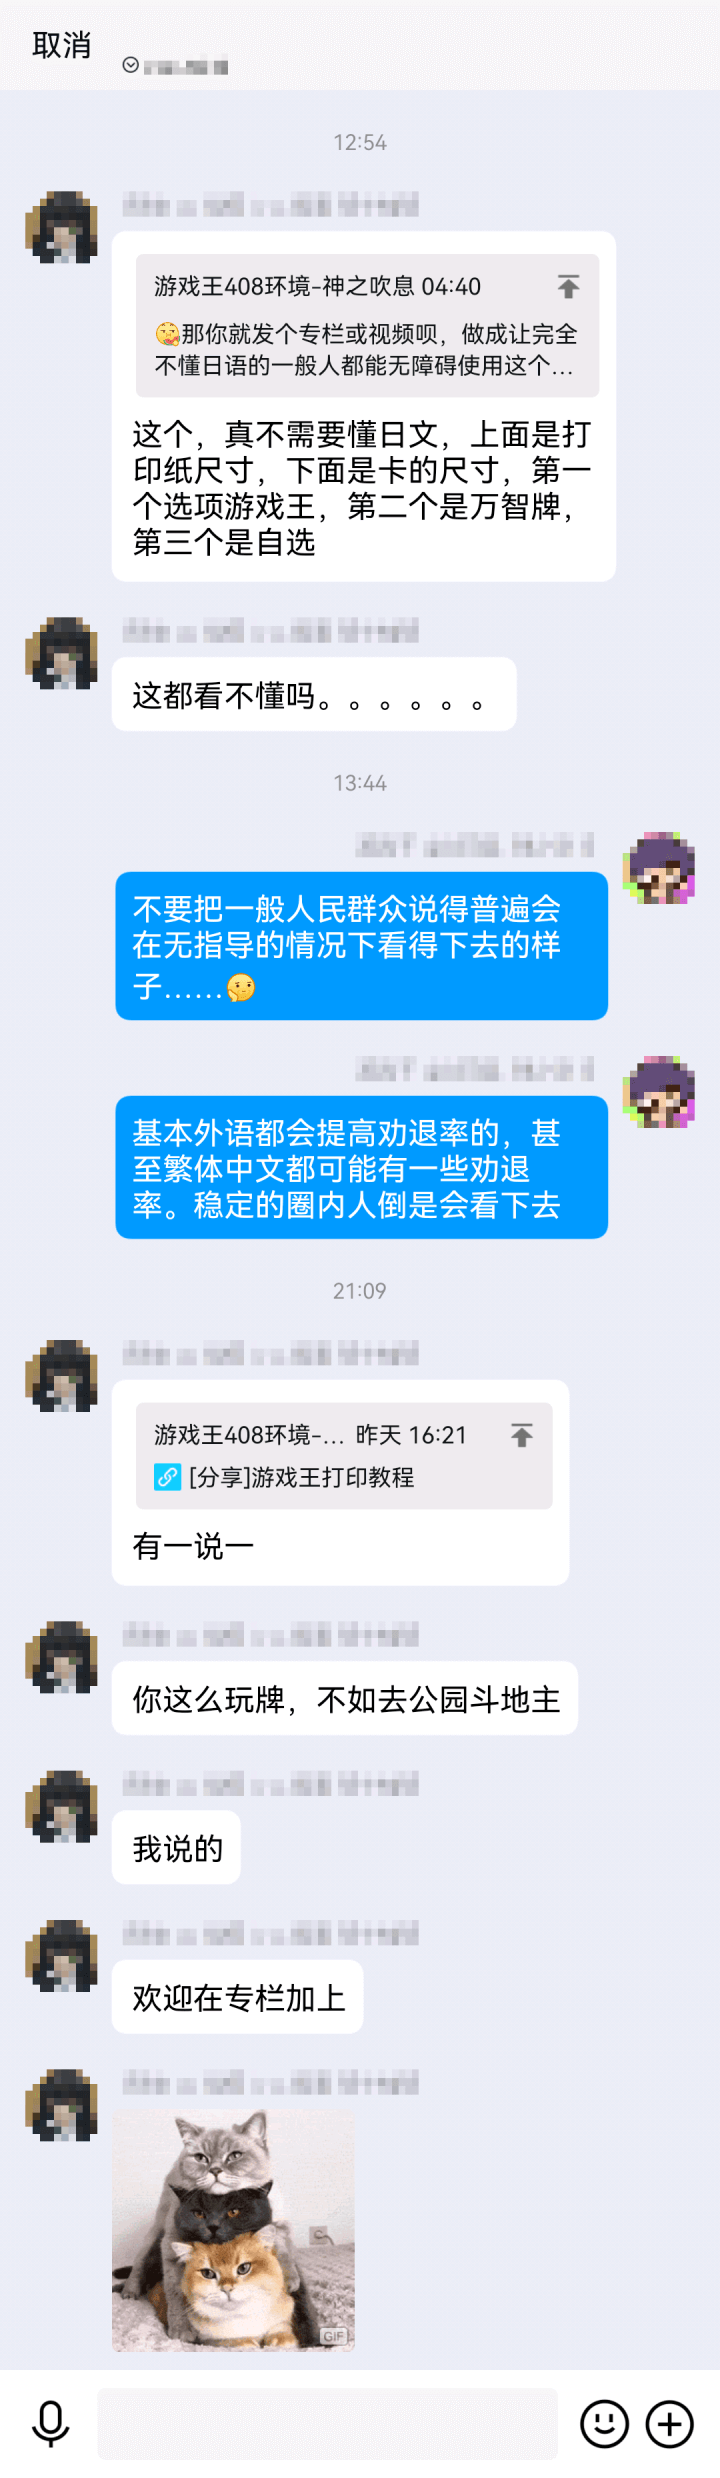 取消
12:54
游戏王408环境-神之吹息 04:40
那你就发个专栏或视频呗，做成让完全
不懂日语的一般人都能无障碍使用这个…
这个，真不需要懂日文，上面是打
印纸尺寸，下面是卡的尺寸，第一
个选项游戏王，第二个是万智牌，
第三个是自选
这都看不懂吗。。。。。。
13:44
不要把一般人民群众说得普遍会
在无指导的情况下看得下去的样
子……🤔
基本外语都会提高劝退率的，甚
至繁体中文都可能有一些劝退
率。稳定的圈内人倒是会看下去
21:09
游戏王408环境-… 昨天 16:21
[分享]游戏王打印教程
有一说一
你这么玩牌，不如去公园斗地主
我说的
欢迎在专栏加上
GIF